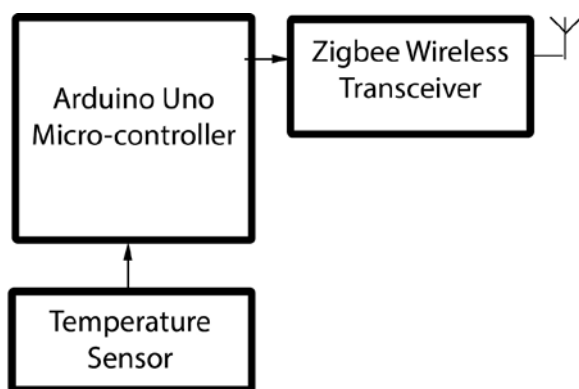 Arduino Uno
Micro-controller
Zigbee Wireless
Transceiver
Temperature
Sensor